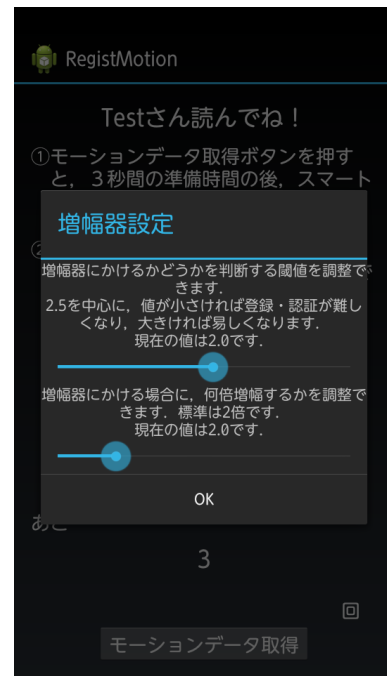 RegistMotion
Testさん読んでね！
①モーションデータ取得ボタンを押す
と，３秒間の準備時間の後，スマート
増幅器設定
増幅器にかけるかどうかを判断する閾値を調整で
きます．
2.5を中心に，値が小さければ登録・認証が難し
くなり，大きければ易しくなります．
現在の値は2.0です．
増幅器にかける場合に，何倍増幅するかを調整で
きます．標準は2倍です．
現在の値は2.0です．
OK
あと
3
モーションデータ取得